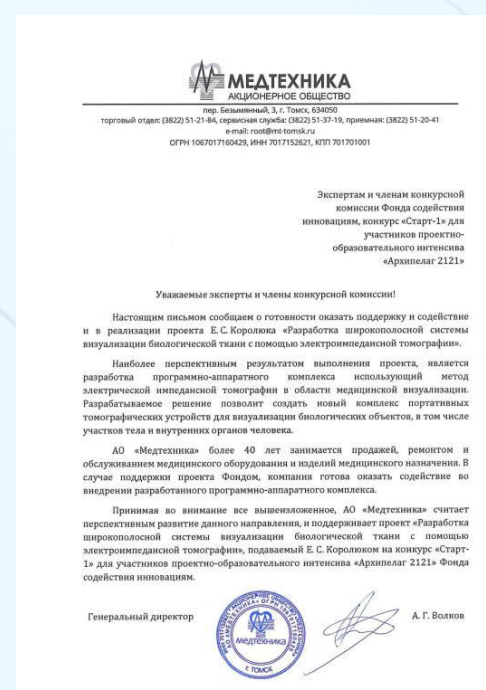 МЕДТЕХНИКА
АКЦИОНЕРНОЕ ОБЩЕСТВО
пер. Безымянный, 3, г. Томск, 634050
торговый отдел: (3822) 51-21-84, сервисная служба: (3822) 51-37-19, приемная: (3822) 51-20-41
e-mail: root@mt-tomsk.ru
ОГРН 1067017160429, ИНН 7017152621, КПП 701701001
Экспертам и членам конкурсной
комиссии Фонда содействия
инновациям, конкурс «Старт-1» для
участников проектно-
образовательного интенсива
«Архипелаг 2121»
Уважаемые эксперты и члены конкурсной комиссии!
Настоящим письмом сообщаем о готовности оказать поддержку и содействие
и в реализации проекта Е. С. Королюка «Разработка широкополосной системы
визуализации биологической ткани с помощью электроимпедансной томографии».
Наиболее перспективным результатом выполнения проекта, является
разработка программно-аппаратного комплекса использующий метод
электрической импедансной томографии в области медицинской визуализации.
Разрабатываемое решение позволит создать новый комплекс портативных
томографических устройств для визуализации биологических объектов, в том числе
участков тела и внутренних органов человека.
АО «Медтехника» более 40 лет занимается продажей, ремонтом и
обслуживанием медицинского оборудования и изделий медицинского назначения. В
случае поддержки проекта Фондом, компания готова оказать содействие во
внедрении разработанного программно-аппаратного комплекса.
Принимая во внимание все вышеизложенное, АО «Медтехника» считает
перспективным развитие данного направления, и поддерживает проект «Разработка
широкополосной системы визуализации биологической ткани с помощью
электроимпедансной томографии», подаваемый Е. С. Королюком на конкурс «Старт-
1» для участников проектно-образовательного интенсива «Архипелаг 2121» Фонда
содействия инновациям.
Генеральный директор
А. Г. Волков
медтехника
г. ТОМСК